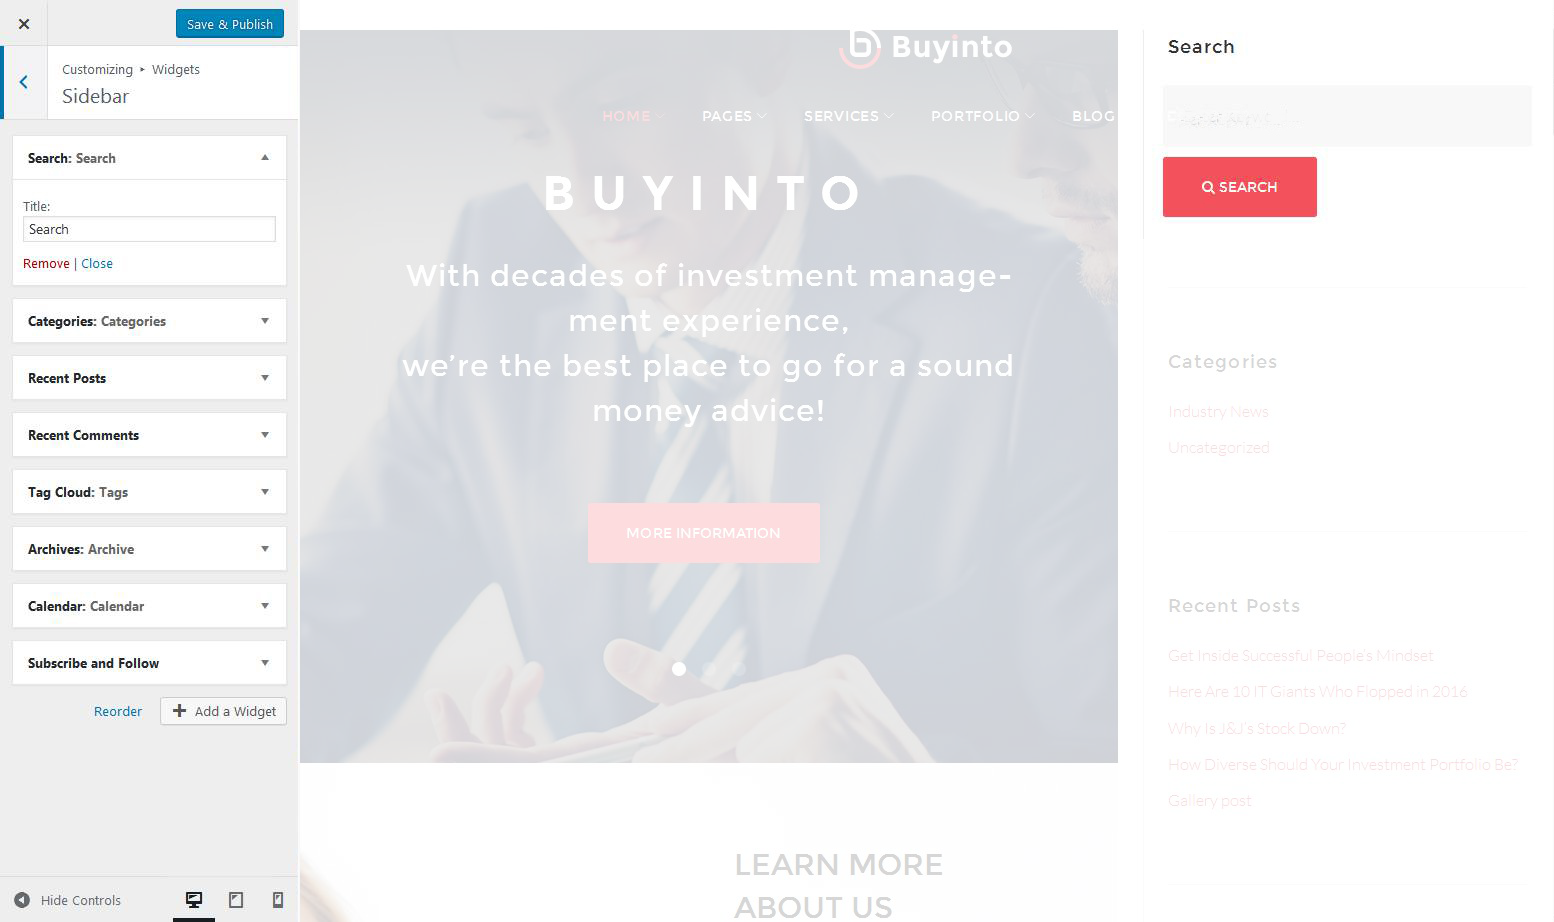 Save & Publish
Customizing ▸ Widgets
Sidebar
Search: Search
Title:
Search
Remove | Close
Categories: Categories
Recent Posts
Recent Comments
Tag Cloud: Tags
Archives: Archive
Calendar: Calendar
Subscribe and Follow
Reorder
Add a Widget
Hide Controls
Buyinto
HOME PAGES SERVICES PORTFOLIO BLOG
BUYINTO
With decades of investment manage-
ment experience,
we're the best place to go for a sound
money advice!
MORE INFORMATION
LEARN MORE
ABOUT US
Search
SEARCH
Categories
Industry News
Uncategorized
Recent Posts
Get Inside Successful People's Mindset
Here Are 10 IT Giants Who Flopped in 2016
Why Is J&J's Stock Down?
How Diverse Should Your Investment Portfolio Be?
Gallery post